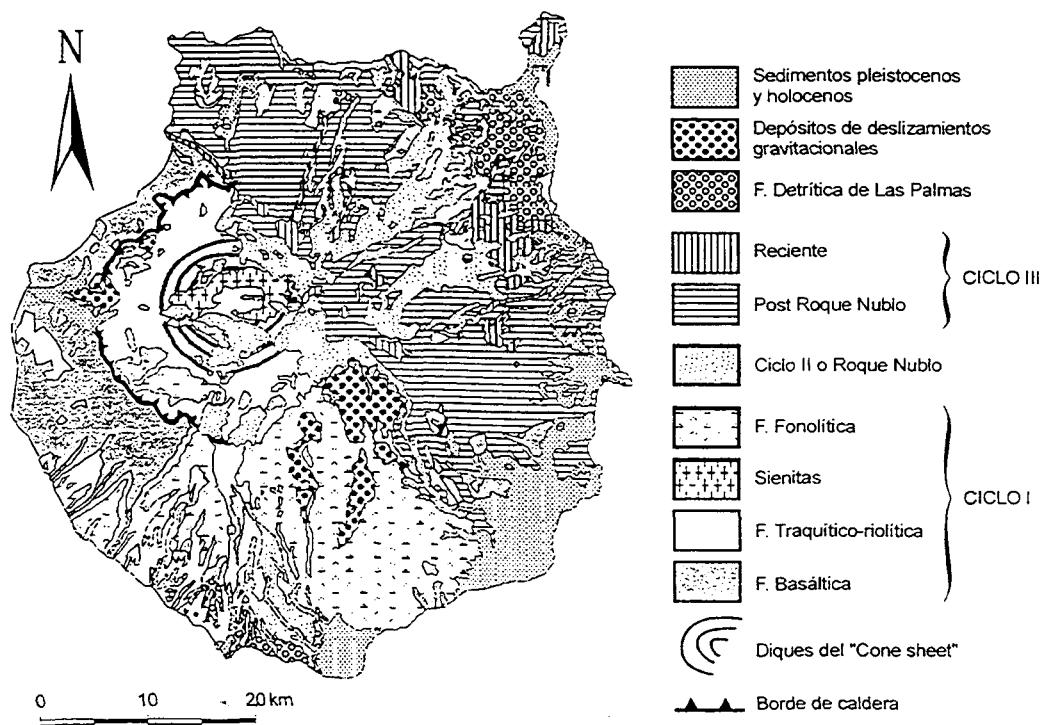 N
Sedimentos pleistocenos
y holocenos
Depósitos de deslizamientos
gravitacionales
F. Detrítica de Las Palmas
Reciente
CICLO III
Post Roque Nublo
Ciclo II o Roque Nublo
F. Fonolítica
Sienitas
CICLO I
F. Traquítico-riolítica
F. Basáltica
Diques del "Cone sheet"
Borde de caldera
0 10 20 km